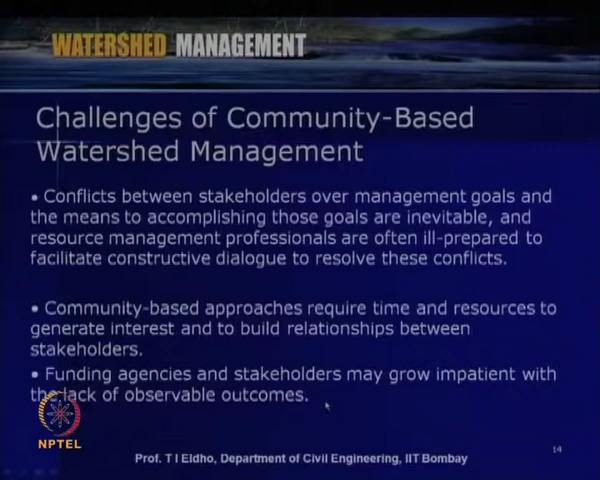 WATERSHED MANAGEMENT
Challenges of Community-Based
Watershed Management
• Conflicts between stakeholders over management goals and
the means to accomplishing those goals are inevitable, and
resource management professionals are often ill-prepared to
facilitate constructive dialogue to resolve these conflicts.
• Community-based approaches require time and resources to
generate interest and to build relationships between
stakeholders.
• Funding agencies and stakeholders may grow impatient with
the lack of observable outcomes.
NPTEL
14
Prof. T I Eldho, Department of Civil Engineering, IIT Bombay